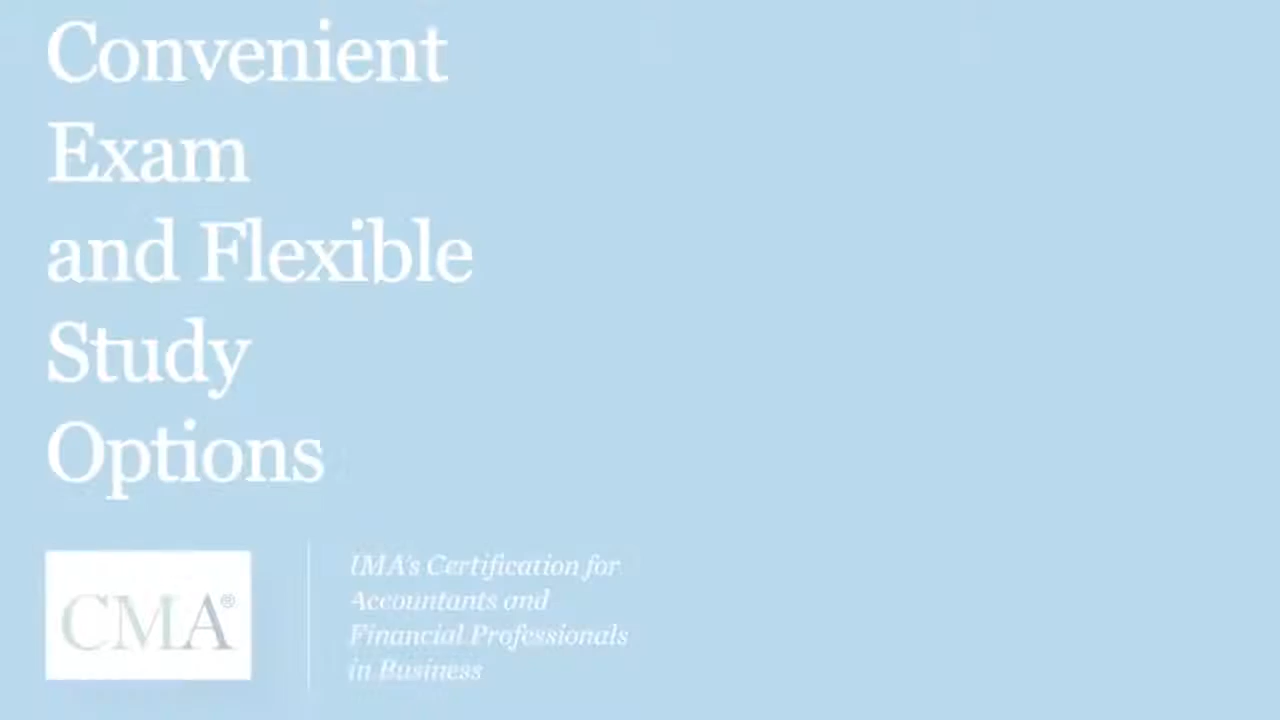 Convenient
Exam
and Flexible
Study
Options
CMA®
IMA's Certification for
Accountants and
Financial Professionals
in Business